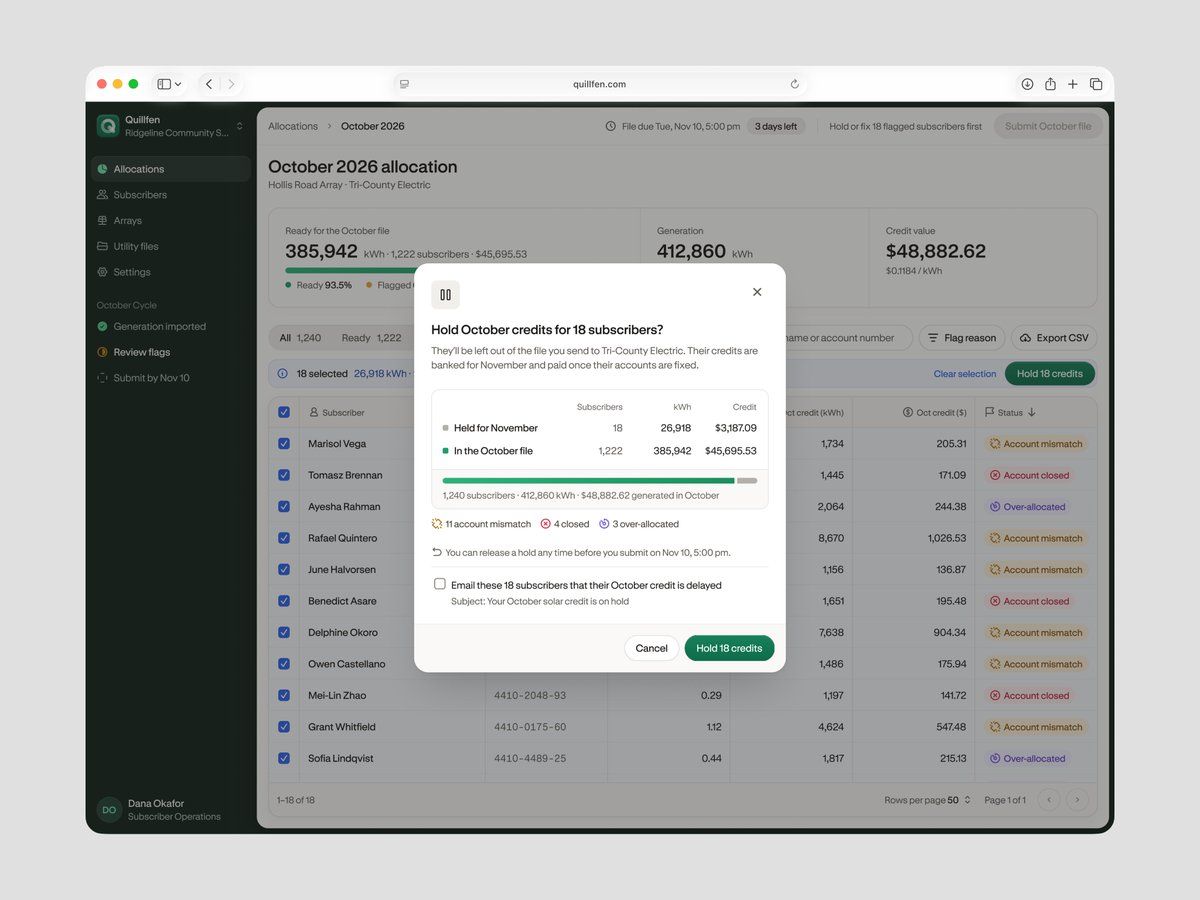 quillfen.com
Quillfen
Ridgeline Community S...
Allocations
Subscribers
Arrays
Utility files
Settings
October Cycle
Generation imported
Review flags
Submit by Nov 10
DO
Dana Okafor
Subscriber Operations
Allocations > October 2026
File due Tue, Nov 10, 5:00 pm 3 days left Hold or fix 18 flagged subscribers first Submit October file
October 2026 allocation
Hollis Road Array · Tri-County Electric
Ready for the October file
385,942 kWh · 1,222 subscribers · $45,695.53
Ready 93.5% Flagged
Generation
412,860 kWh
Credit value
$48,882.62
$0.1184 / kWh
All 1,240 Ready 1,222
name or account number Flag reason Export CSV
18 selected 26,918 kWh · Clear selection Hold 18 credits
Subscriber credit (kWh) Oct credit ($) Status
Marisol Vega 1,734 205.31 Account mismatch
Tomasz Brennan 1,445 171.09 Account closed
Ayesha Rahman 2,064 244.38 Over-allocated
Rafael Quintero 8,670 1,026.53 Account mismatch
June Halvorsen 1,156 136.87 Account mismatch
Benedict Asare 1,651 195.48 Account closed
Delphine Okoro 7,638 904.34 Account mismatch
Owen Castellano 1,486 175.94 Account mismatch
Mei-Lin Zhao 4410-2048-93 0.29 1,197 141.72 Account closed
Grant Whitfield 4410-0175-60 1.12 4,624 547.48 Account mismatch
Sofia Lindqvist 4410-4489-25 0.44 1,817 215.13 Over-allocated
1–18 of 18 Rows per page 50 Page 1 of 1
Hold October credits for 18 subscribers?
They'll be left out of the file you send to Tri-County Electric. Their credits are
banked for November and paid once their accounts are fixed.
Subscribers kWh Credit
Held for November 18 26,918 $3,187.09
In the October file 1,222 385,942 $45,695.53
1,240 subscribers · 412,860 kWh · $48,882.62 generated in October
11 account mismatch 4 closed 3 over-allocated
You can release a hold any time before you submit on Nov 10, 5:00 pm.
Email these 18 subscribers that their October credit is delayed
Subject: Your October solar credit is on hold
Cancel Hold 18 credits